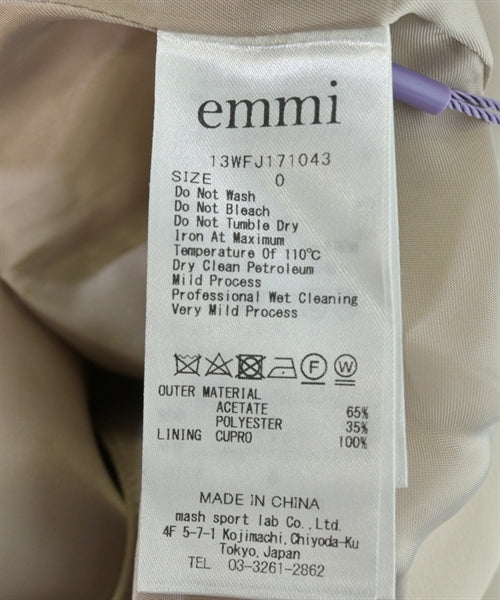 emmi
13WFJ171043
SIZE 0
Do Not Wash
Do Not Bleach
Do Not Tumble Dry
Iron At Maximum
Temperature Of 110℃
Dry Clean Petroleum
Mild Process
Professional Wet Cleaning
Very Mild Process
F W
OUTER MATERIAL
ACETATE 65%
POLYESTER 35%
LINING CUPRO 100%
MADE IN CHINA
mash sport lab Co.,Ltd.
4F 5-7-1 Kojimachi,Chiyoda-Ku
Tokyo,Japan
TEL 03-3261-2862